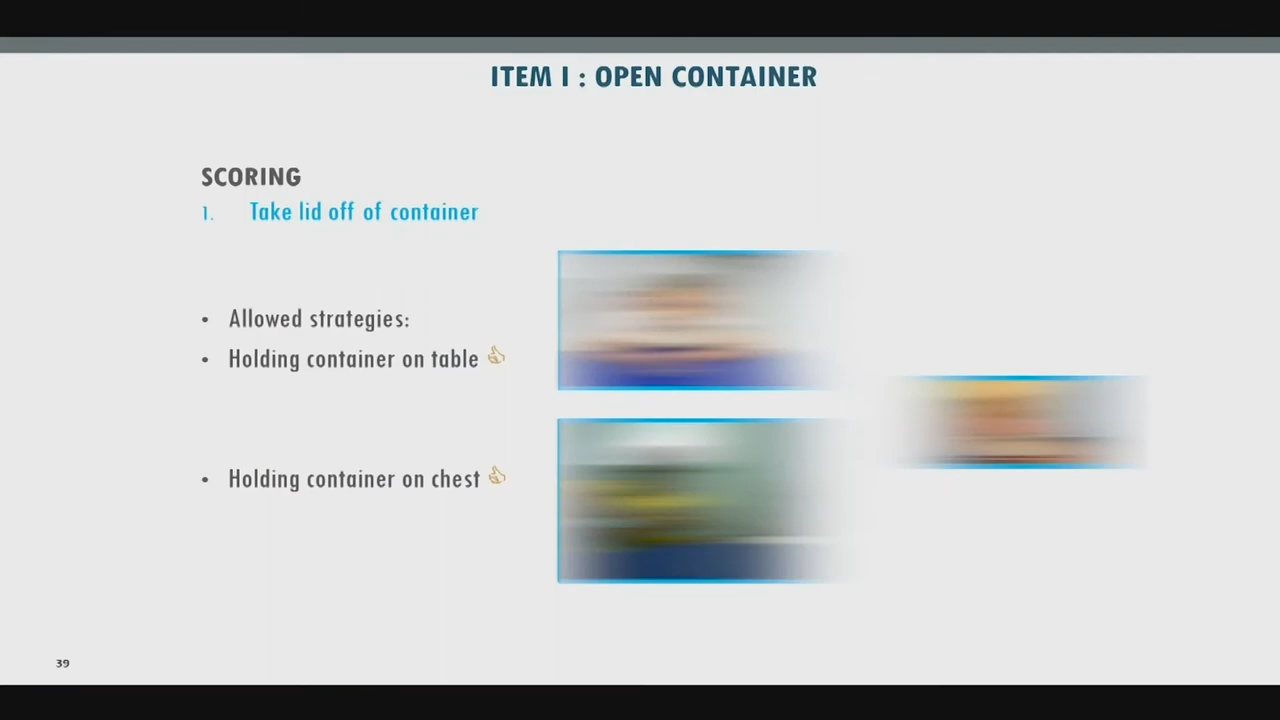 ITEM I : OPEN CONTAINER
SCORING
1. Take lid off of container
• Allowed strategies:
• Holding container on table
• Holding container on chest
39